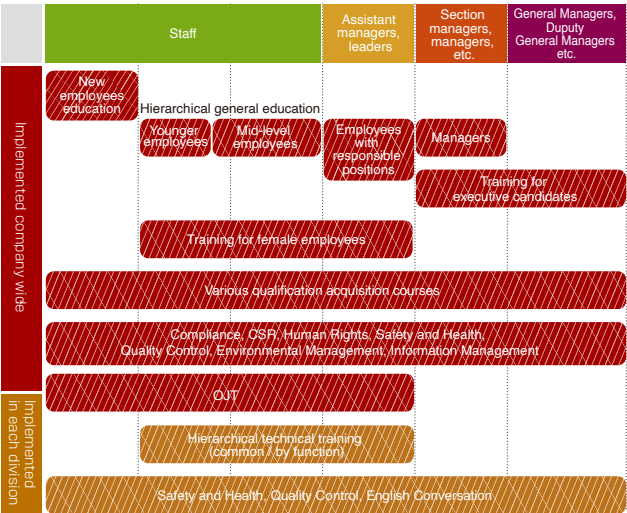 Staff
Assistant
managers,
leaders
Section
managers,
managers,
etc.
General Managers,
Deputy
General Managers
etc.
Implemented company wide
New
employees
education
Hierarchical general education
Younger
employees
Mid-level
employees
Employees
with
responsible
positions
Managers
Training for
executive candidates
Training for female employees
Various qualification acquisition courses
Compliance, CSR, Human Rights, Safety and Health,
Quality Control, Environmental Management, Information Management
OJT
Implemented
in each division
Hierarchical technical training
(common / by function)
Safety and Health, Quality Control, English Conversation